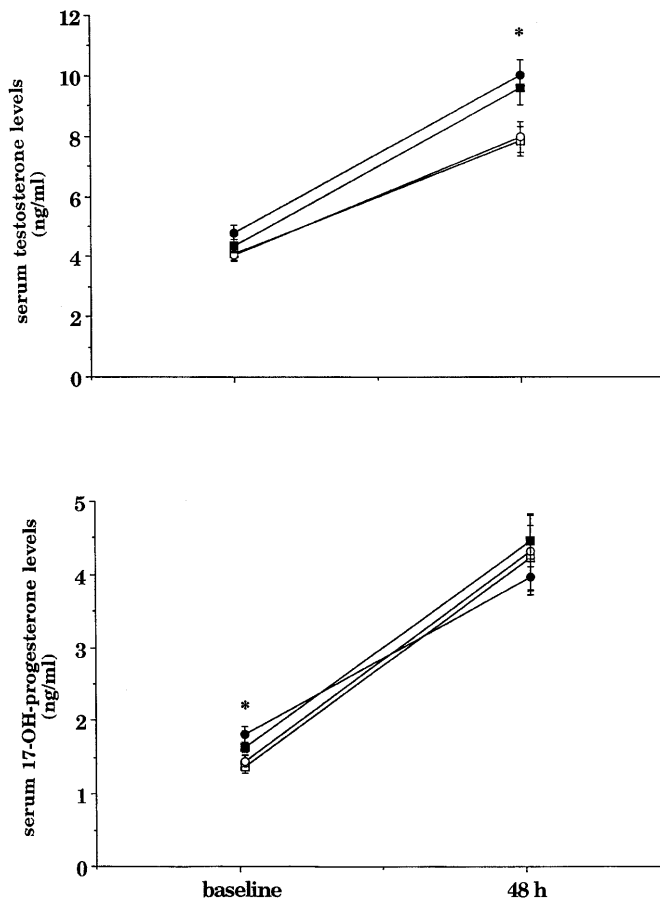 12
*
10
8
6
4
2
0
serum testosterone levels
(ng/ml)
5
4
3
*
2
1
0
serum 17-OH-progesterone levels
(ng/ml)
baseline
48 h